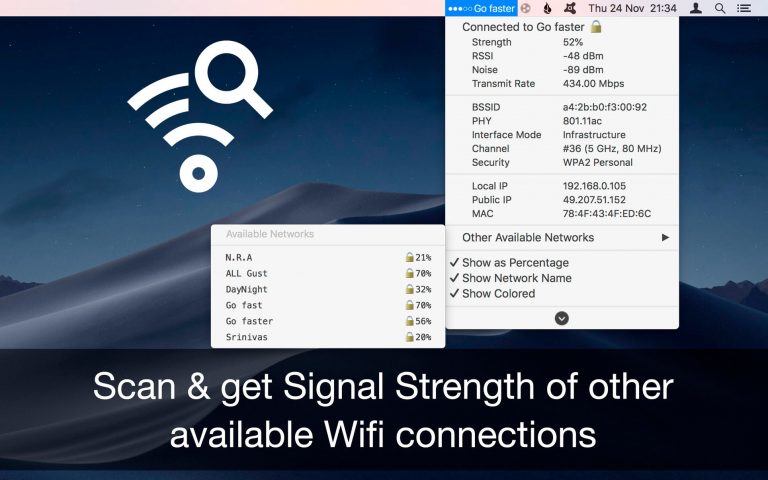 Go faster Thu 24 Nov 21:34
Connected to Go faster
Strength 52%
RSSI -48 dBm
Noise -89 dBm
Transmit Rate 434.00 Mbps
BSSID a4:2b:b0:f3:00:92
PHY 801.11ac
Interface Mode Infrastructure
Channel #36 (5 GHz, 80 MHz)
Security WPA2 Personal
Local IP 192.168.0.105
Public IP 49.207.51.152
MAC 78:4F:43:4F:ED:6C
Other Available Networks
Show as Percentage
Show Network Name
Show Colored
Available Networks
N.R.A 21%
ALL Gust 70%
DayNight 32%
Go fast 70%
Go faster 56%
Srinivas 20%
Scan & get Signal Strength of other
available Wifi connections